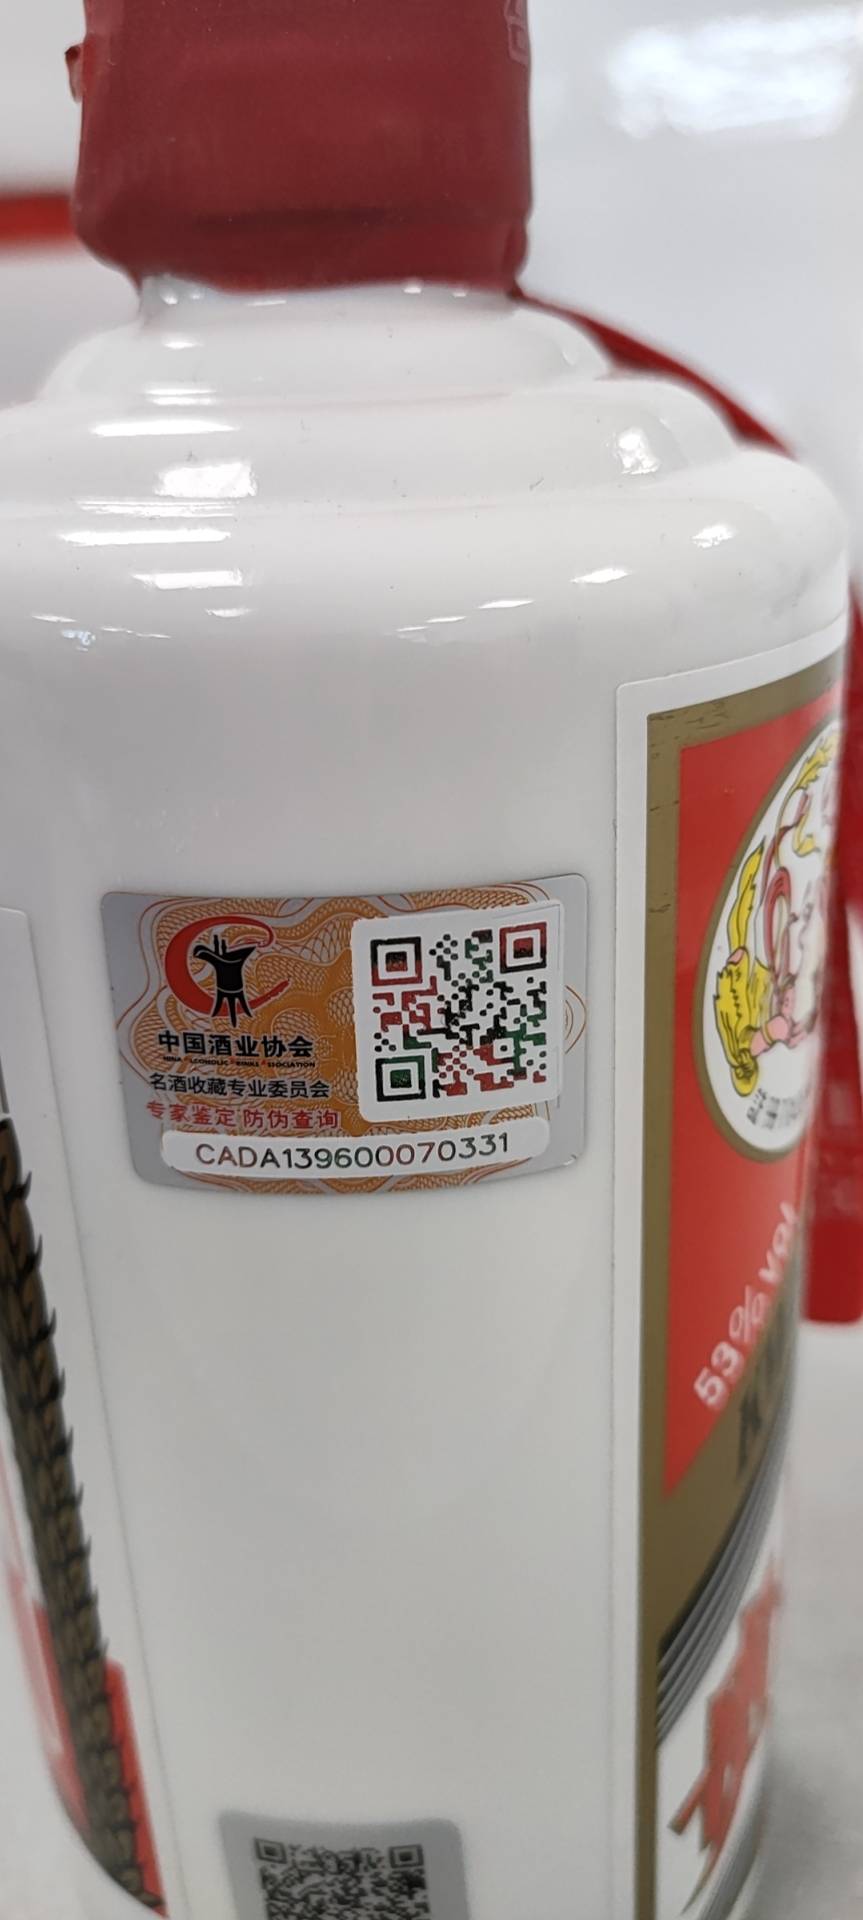 中国酒业协会
名酒收藏专业委员会
专家鉴定 防伪查询
CADA139600070331
53% VOL